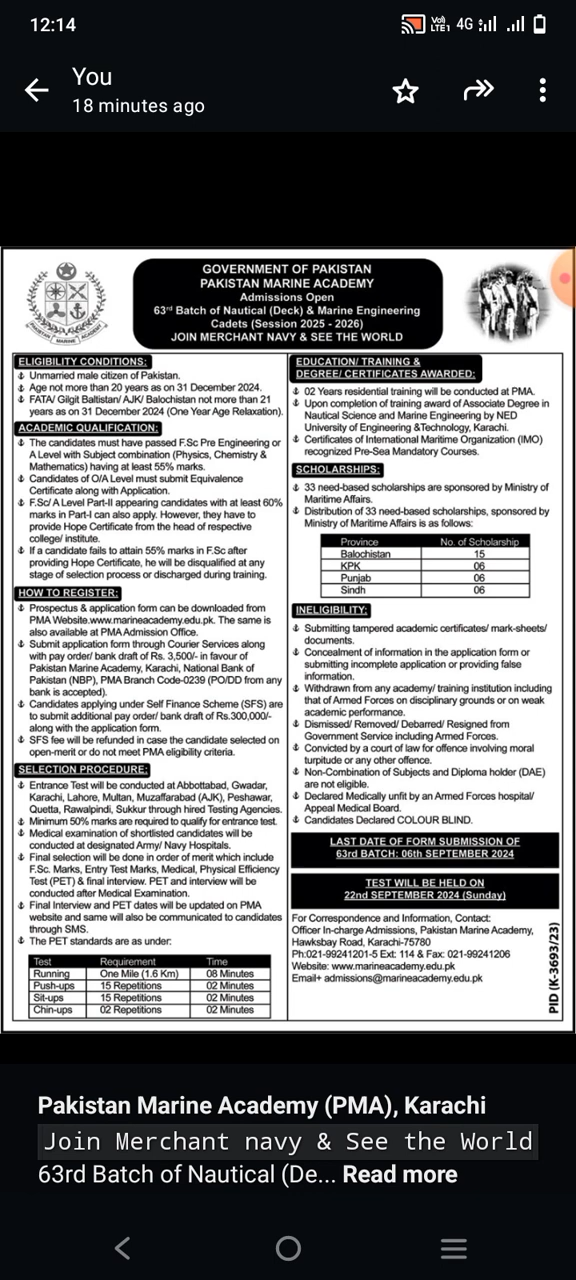 12:14
Vo) LTE1 4G
You
18 minutes ago
PAKISTAN MARINE ACADEMY
GOVERNMENT OF PAKISTAN
PAKISTAN MARINE ACADEMY
Admissions Open
63rd Batch of Nautical (Deck) & Marine Engineering
Cadets (Session 2025 - 2026)
JOIN MERCHANT NAVY & SEE THE WORLD
ELIGIBILITY CONDITIONS:
Unmarried male citizen of Pakistan.
Age not more than 20 years as on 31 December 2024.
FATA/ Gilgit Baltistan/ AJK/ Balochistan not more than 21
years as on 31 December 2024 (One Year Age Relaxation).
ACADEMIC QUALIFICATION:
The candidates must have passed F.Sc Pre Engineering or
A Level with Subject combination (Physics, Chemistry &
Mathematics) having at least 55% marks.
Candidates of O/A Level must submit Equivalence
Certificate along with Application.
F.Sc/ A Level Part-II appearing candidates with at least 60%
marks in Part-I can also apply. However, they have to
provide Hope Certificate from the head of respective
college/ institute.
If a candidate fails to attain 55% marks in F.Sc after
providing Hope Certificate, he will be disqualified at any
stage of selection process or discharged during training.
HOW TO REGISTER:
Prospectus & application form can be downloaded from
PMA Website.www.marineacademy.edu.pk. The same is
also available at PMA Admission Office.
Submit application form through Courier Services along
with pay order/ bank draft of Rs. 3,500/- in favour of
Pakistan Marine Academy, Karachi, National Bank of
Pakistan (NBP), PMA Branch Code-0239 (PO/DD from any
bank is accepted).
Candidates applying under Self Finance Scheme (SFS) are
to submit additional pay order/ bank draft of Rs.300,000/-
along with the application form.
SFS fee will be refunded in case the candidate selected on
open-merit or do not meet PMA eligibility criteria.
SELECTION PROCEDURE:
Entrance Test will be conducted at Abbottabad, Gwadar,
Karachi, Lahore, Multan, Muzaffarabad (AJK), Peshawar,
Quetta, Rawalpindi, Sukkur through hired Testing Agencies.
Minimum 50% marks are required to qualify for entrance test.
Medical examination of shortlisted candidates will be
conducted at designated Army/ Navy Hospitals.
Final selection will be done in order of merit which include
F.Sc. Marks, Entry Test Marks, Medical, Physical Efficiency
Test (PET) & final interview. PET and interview will be
conducted after Medical Examination.
Final Interview and PET dates will be updated on PMA
website and same will also be communicated to candidates
through SMS.
The PET standards are as under:
Test Requirement Time
Running One Mile (1.6 Km) 08 Minutes
Push-ups 15 Repetitions 02 Minutes
Sit-ups 15 Repetitions 02 Minutes
Chin-ups 02 Repetitions 02 Minutes
EDUCATION/ TRAINING &
DEGREE/ CERTIFICATES AWARDED:
02 Years residential training will be conducted at PMA.
Upon completion of training award of Associate Degree in
Nautical Science and Marine Engineering by NED
University of Engineering &Technology, Karachi.
Certificates of International Maritime Organization (IMO)
recognized Pre-Sea Mandatory Courses.
SCHOLARSHIPS:
33 need-based scholarships are sponsored by Ministry of
Maritime Affairs.
Distribution of 33 need-based scholarships, sponsored by
Ministry of Maritime Affairs is as follows:
Province No. of Scholarship
Balochistan 15
KPK 06
Punjab 06
Sindh 06
INELIGIBILITY:
Submitting tampered academic certificates/ mark-sheets/
documents.
Concealment of information in the application form or
submitting incomplete application or providing false
information.
Withdrawn from any academy/ training institution including
that of Armed Forces on disciplinary grounds or on weak
academic performance.
Dismissed/ Removed/ Debarred/ Resigned from
Government Service including Armed Forces.
Convicted by a court of law for offence involving moral
turpitude or any other offence.
Non-Combination of Subjects and Diploma holder (DAE)
are not eligible.
Declared Medically unfit by an Armed Forces hospital/
Appeal Medical Board.
Candidates Declared COLOUR BLIND.
LAST DATE OF FORM SUBMISSION OF
63rd BATCH: 06th SEPTEMBER 2024
TEST WILL BE HELD ON
22nd SEPTEMBER 2024 (Sunday)
For Correspondence and Information, Contact:
Officer In-charge Admissions, Pakistan Marine Academy,
Hawksbay Road, Karachi-75780
Ph:021-99241201-5 Ext: 114 & Fax: 021-99241206
Website: www.marineacademy.edu.pk
Email+ admissions@marineacademy.edu.pk
PID (K-3693/23)
Pakistan Marine Academy (PMA), Karachi
Join Merchant navy & See the World
63rd Batch of Nautical (De... Read more